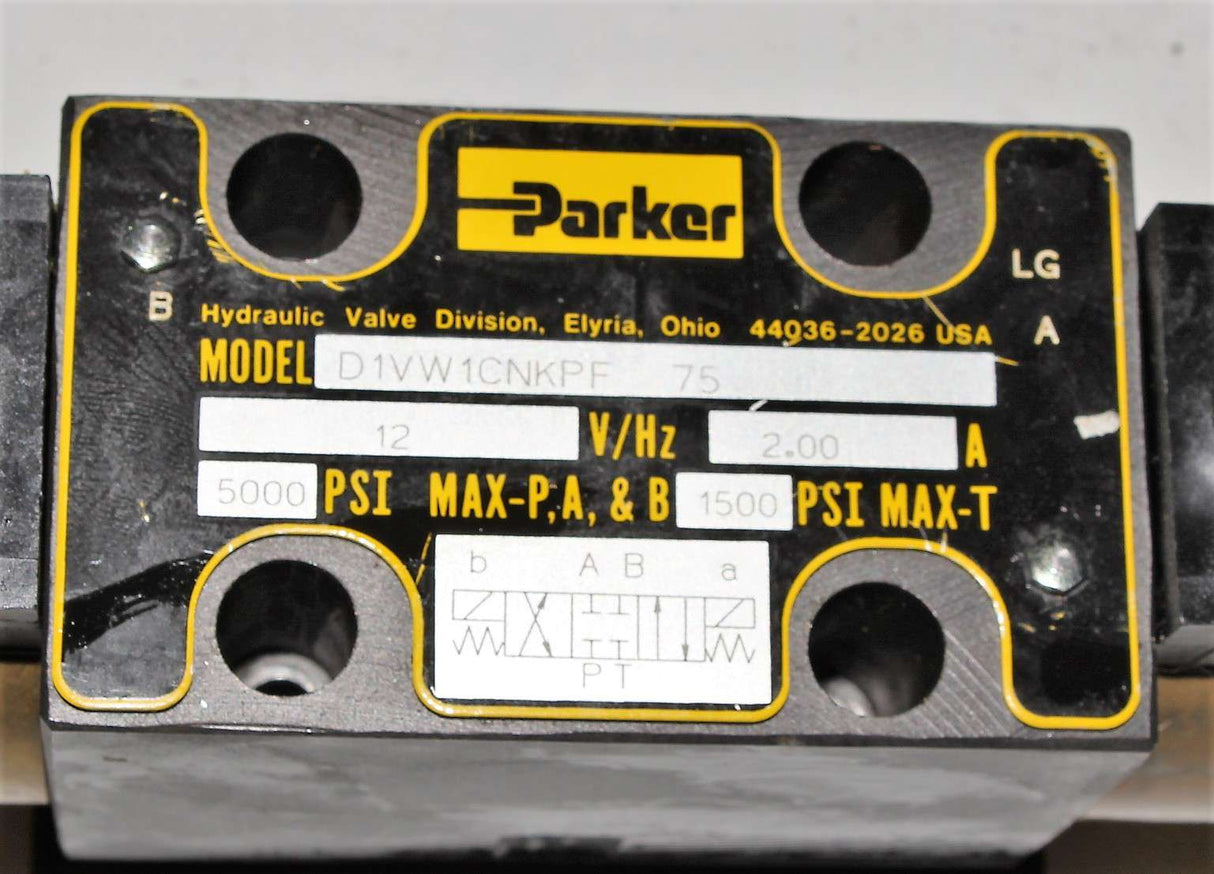 Parker
LG
B
A
Hydraulic Valve Division, Elyria, Ohio 44036-2026 USA
MODEL D1VW1CNKPF 75
12 V/Hz 2.00 A
5000 PSI MAX-P,A, & B 1500 PSI MAX-T
b A B a
P T